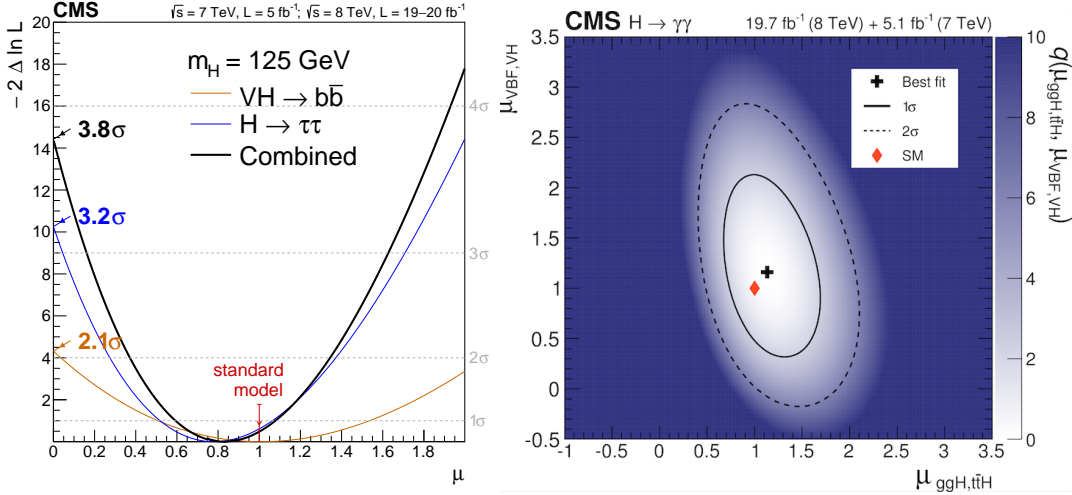 CMS
√s = 7 TeV, L = 5 fb⁻¹; √s = 8 TeV, L = 19–20 fb⁻¹
− 2 Δ ln L
20
18
16
14
12
10
8
6
4
2
m_H = 125 GeV
VH → bb̅
H → ττ
Combined
3.8σ
3.2σ
2.1σ
4σ
3σ
2σ
1σ
standard
model
0 0.2 0.4 0.6 0.8 1 1.2 1.4 1.6 1.8
μ
CMS H → γγ
19.7 fb⁻¹ (8 TeV) + 5.1 fb⁻¹ (7 TeV)
μ_VBF,VH
3.5
3
2.5
2
1.5
1
0.5
0
-0.5
Best fit
1σ
2σ
SM
-1 -0.5 0 0.5 1 1.5 2 2.5 3 3.5
μ_ggH,tt̅H
10
8
6
4
2
0
q(μ_ggH,tt̅H, μ_VBF,VH)